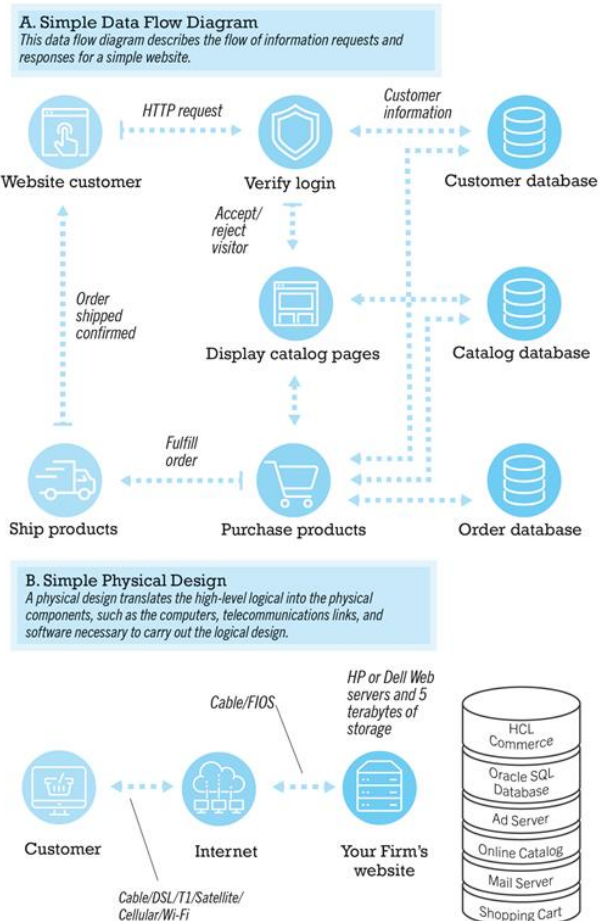 A. Simple Data Flow Diagram
This data flow diagram describes the flow of information requests and
responses for a simple website.
HTTP request
Customer
information
Website customer
Verify login
Customer database
Accept/
reject
visitor
Order
shipped
confirmed
Display catalog pages
Catalog database
Fulfill
order
Ship products
Purchase products
Order database
B. Simple Physical Design
A physical design translates the high-level logical into the physical
components, such as the computers, telecommunications links, and
software necessary to carry out the logical design.
Cable/FIOS
HP or Dell Web
servers and 5
terabytes of
storage
Customer
Internet
Your Firm's
website
Cable/DSL/T1/Satellite/
Cellular/Wi-Fi
HCL
Commerce
Oracle SQL
Database
Ad Server
Online Catalog
Mail Server
Shopping Cart